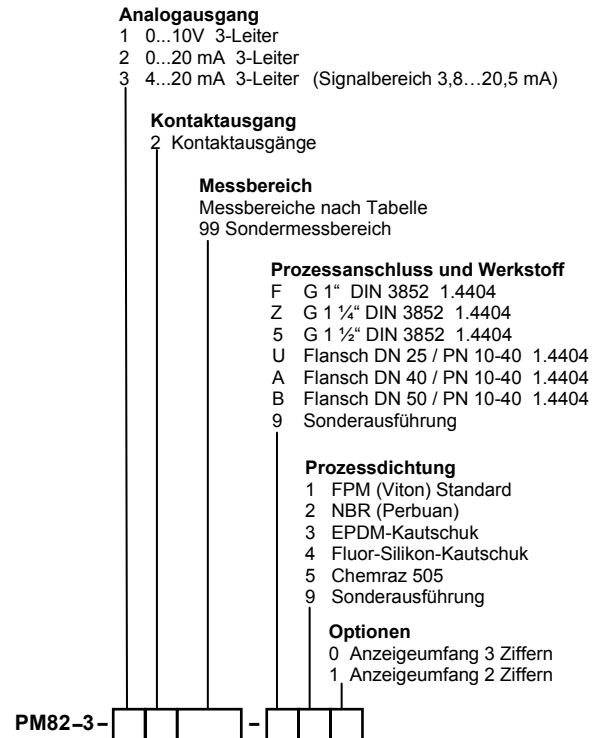 Analogausgang
1 0...10V 3-Leiter
2 0...20 mA 3-Leiter
3 4...20 mA 3-Leiter (Signalbereich 3,8…20,5 mA)
Kontaktausgang
2 Kontaktausgänge
Messbereich
Messbereiche nach Tabelle
99 Sondermessbereich
Prozessanschluss und Werkstoff
F G 1“ DIN 3852 1.4404
Z G 1 ¼“ DIN 3852 1.4404
5 G 1 ½“ DIN 3852 1.4404
U Flansch DN 25 / PN 10-40 1.4404
A Flansch DN 40 / PN 10-40 1.4404
B Flansch DN 50 / PN 10-40 1.4404
9 Sonderausführung
Prozessdichtung
1 FPM (Viton) Standard
2 NBR (Perbuan)
3 EPDM-Kautschuk
4 Fluor-Silikon-Kautschuk
5 Chemraz 505
9 Sonderausführung
Optionen
0 Anzeigeumfang 3 Ziffern
1 Anzeigeumfang 2 Ziffern
PM82–3– –